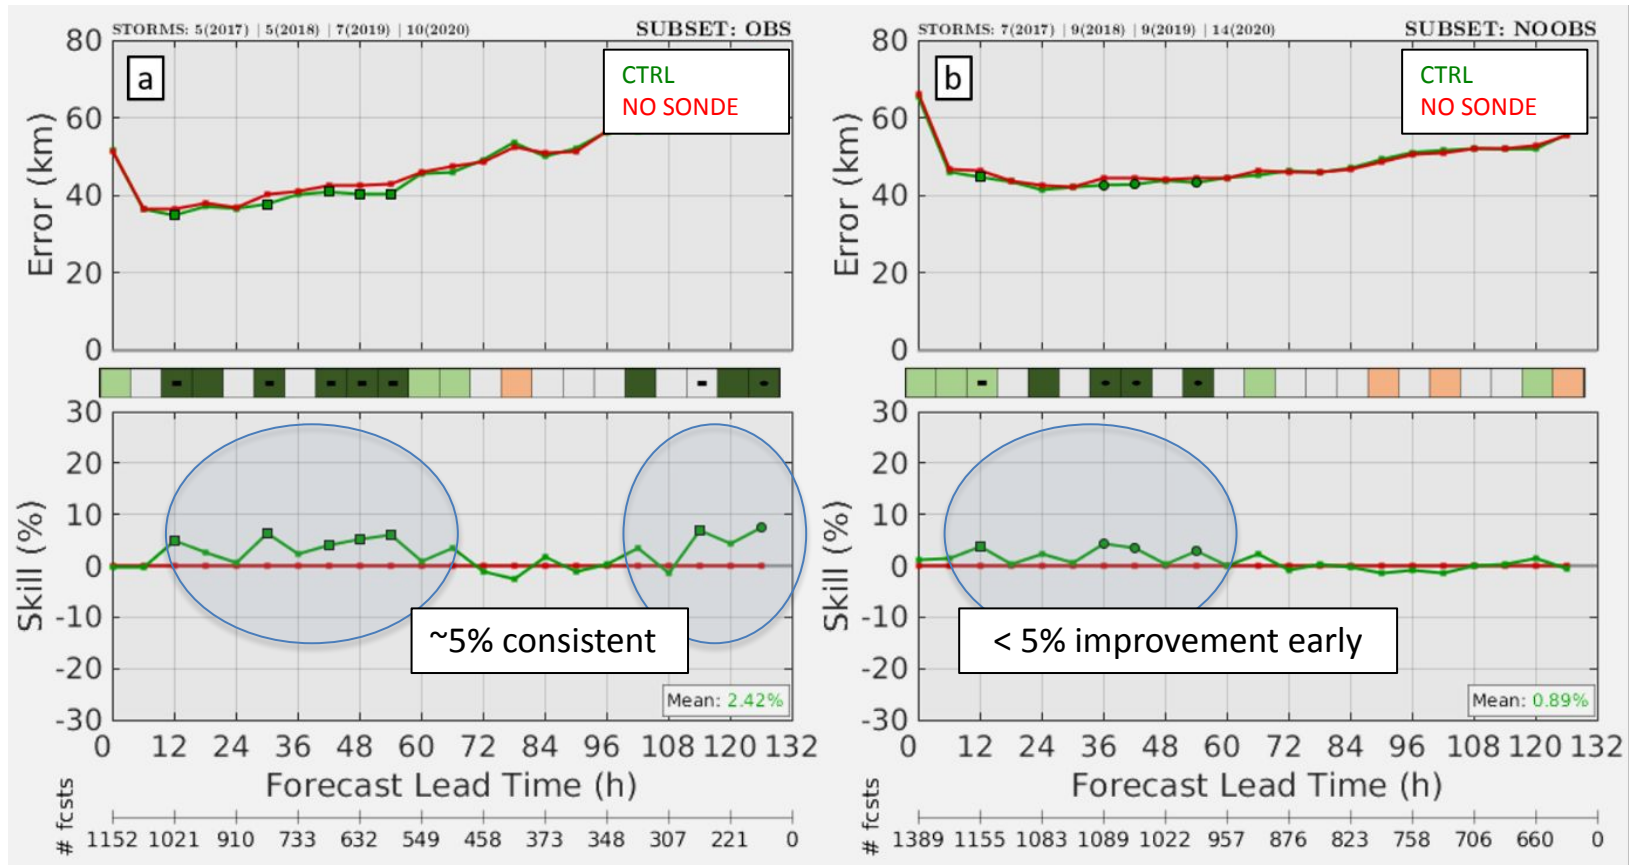 STORMS: 5(2017) | 5(2018) | 7(2019) | 10(2020) SUBSET: OBS
a
CTRL
NO SONDE
80
60
40
20
0
Error (km)
30
20
10
0
-10
-20
-30
Skill (%)
~5% consistent
Mean: 2.42%
0 12 24 36 48 60 72 84 96 108 120 132
Forecast Lead Time (h)
# fcsts
1152 1021 910 733 632 549 458 373 348 307 221 0
STORMS: 7(2017) | 9(2018) | 9(2019) | 14(2020) SUBSET: NOOBS
b
CTRL
NO SONDE
80
60
40
20
0
Error (km)
30
20
10
0
-10
-20
-30
Skill (%)
< 5% improvement early
Mean: 0.89%
0 12 24 36 48 60 72 84 96 108 120 132
Forecast Lead Time (h)
# fcsts
1389 1155 1083 1089 1022 957 876 823 758 706 660 0